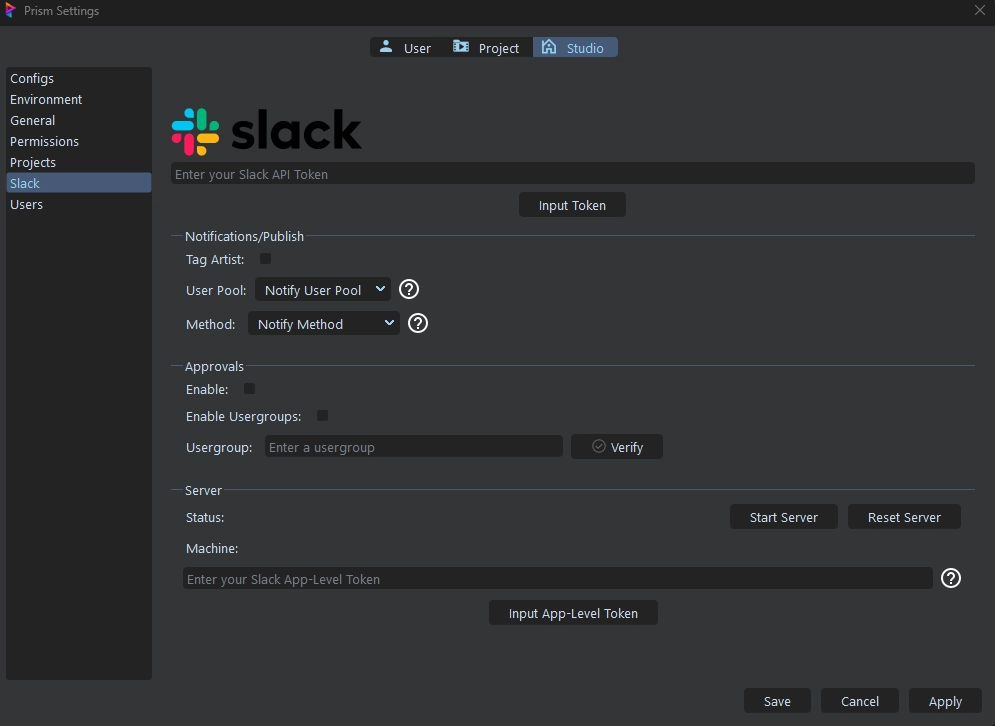 Prism Settings
User
Project
Studio
Configs
Environment
General
Permissions
Projects
Slack
Users
slack
Enter your Slack API Token
Input Token
Notifications/Publish
Tag Artist:
User Pool: Notify User Pool ?
Method: Notify Method ?
Approvals
Enable:
Enable Usergroups:
Usergroup: Enter a usergroup Verify
Server
Status: Start Server Reset Server
Machine:
Enter your Slack App-Level Token ?
Input App-Level Token
Save Cancel Apply